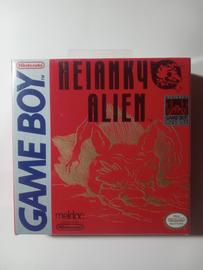 Nintendo
GAME BOY
HEIANKYO
ALIEN
meldac